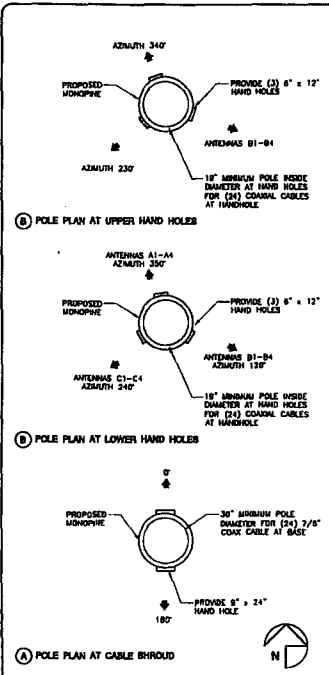 AZIMUTH 340°
PROPOSED
MONOPINE
PROVIDE (3) 6" x 12"
HAND HOLES
ANTENNAS B1-B4
AZIMUTH 230°
19" MINIMUM POLE INSIDE
DIAMETER AT HAND HOLES
FOR (24) COAXIAL CABLES
AT HANDHOLE
B POLE PLAN AT UPPER HAND HOLES
ANTENNAS A1-A4
AZIMUTH 350°
PROPOSED
MONOPINE
PROVIDE (3) 6" x 12"
HAND HOLES
ANTENNAS B1-B4
AZIMUTH 120°
ANTENNAS C1-C4
AZIMUTH 240°
19" MINIMUM POLE INSIDE
DIAMETER AT HAND HOLES
FOR (24) COAXIAL CABLES
AT HANDHOLE
B POLE PLAN AT LOWER HAND HOLES
0°
PROPOSED
MONOPINE
30" MINIMUM POLE
DIAMETER FOR (24) 7/8"
COAX CABLE AT BASE
PROVIDE 9" x 24"
HAND HOLE
180°
A POLE PLAN AT CABLE SHROUD
N